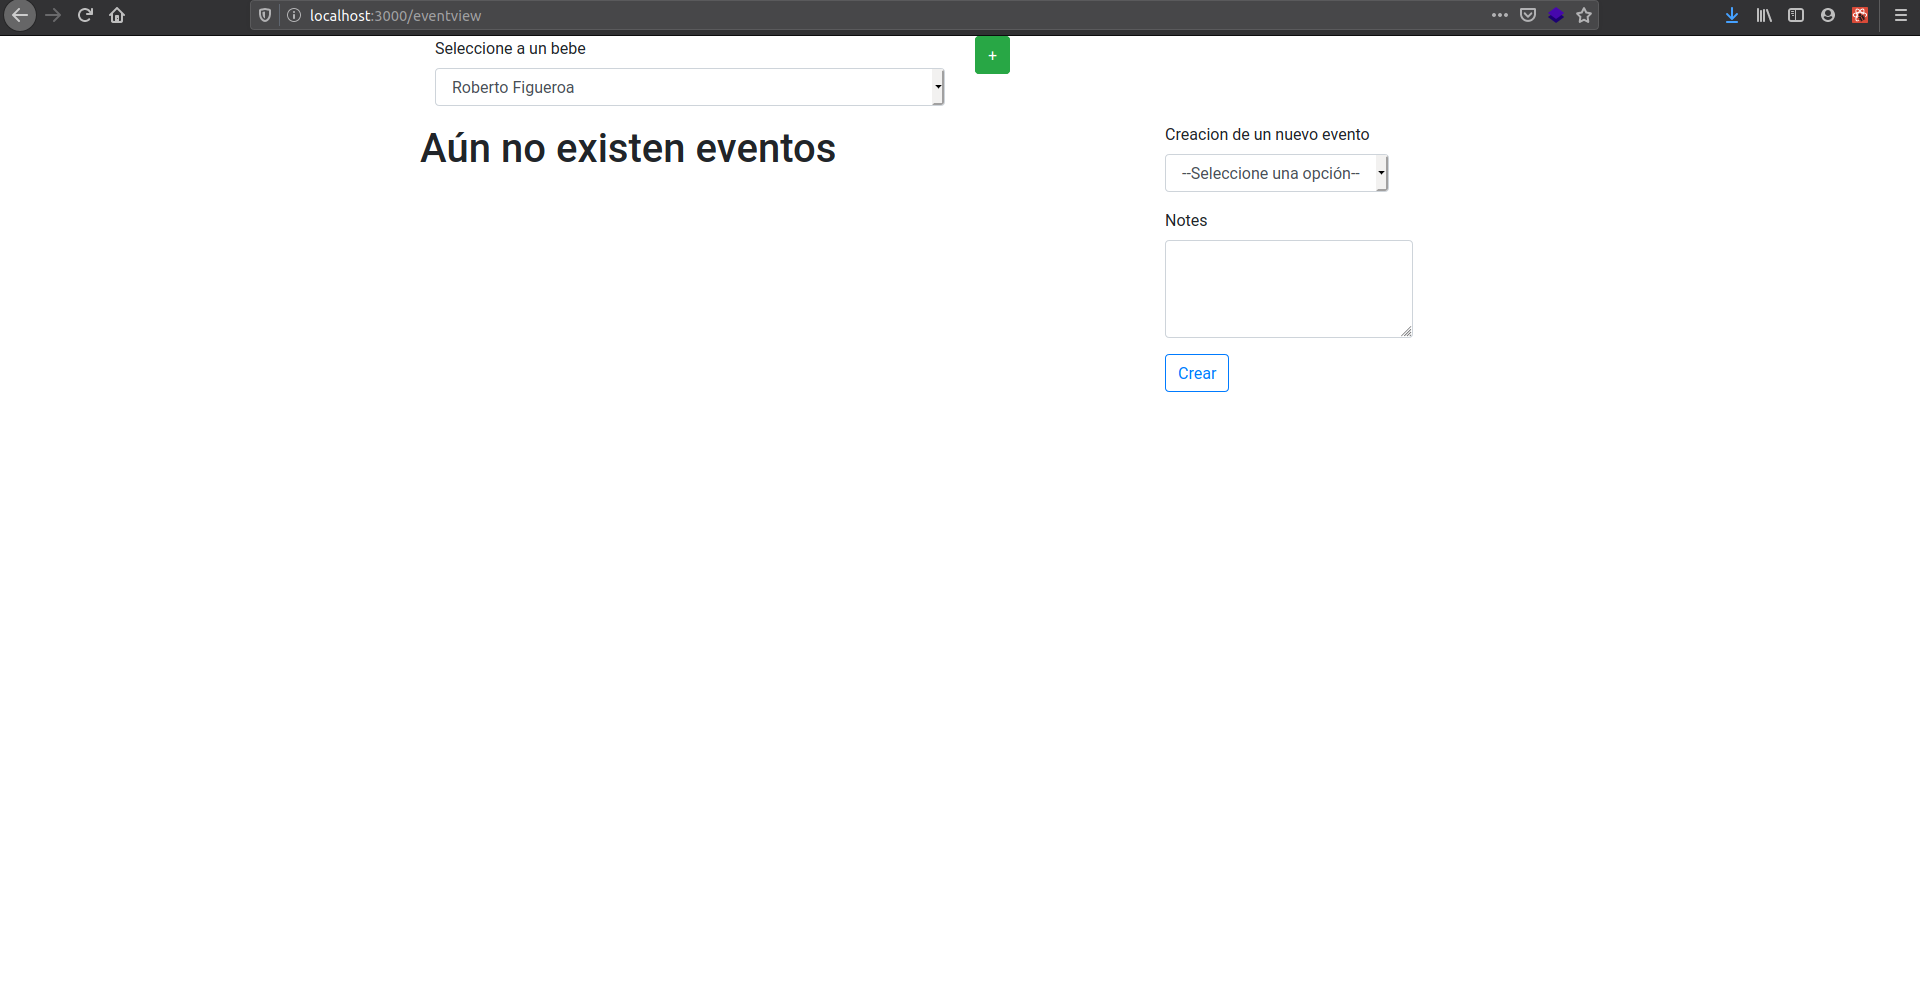 localhost:3000/eventview
Seleccione a un bebe
+
Roberto Figueroa
Aún no existen eventos
Creacion de un nuevo evento
--Seleccione una opción--
Notes
Crear